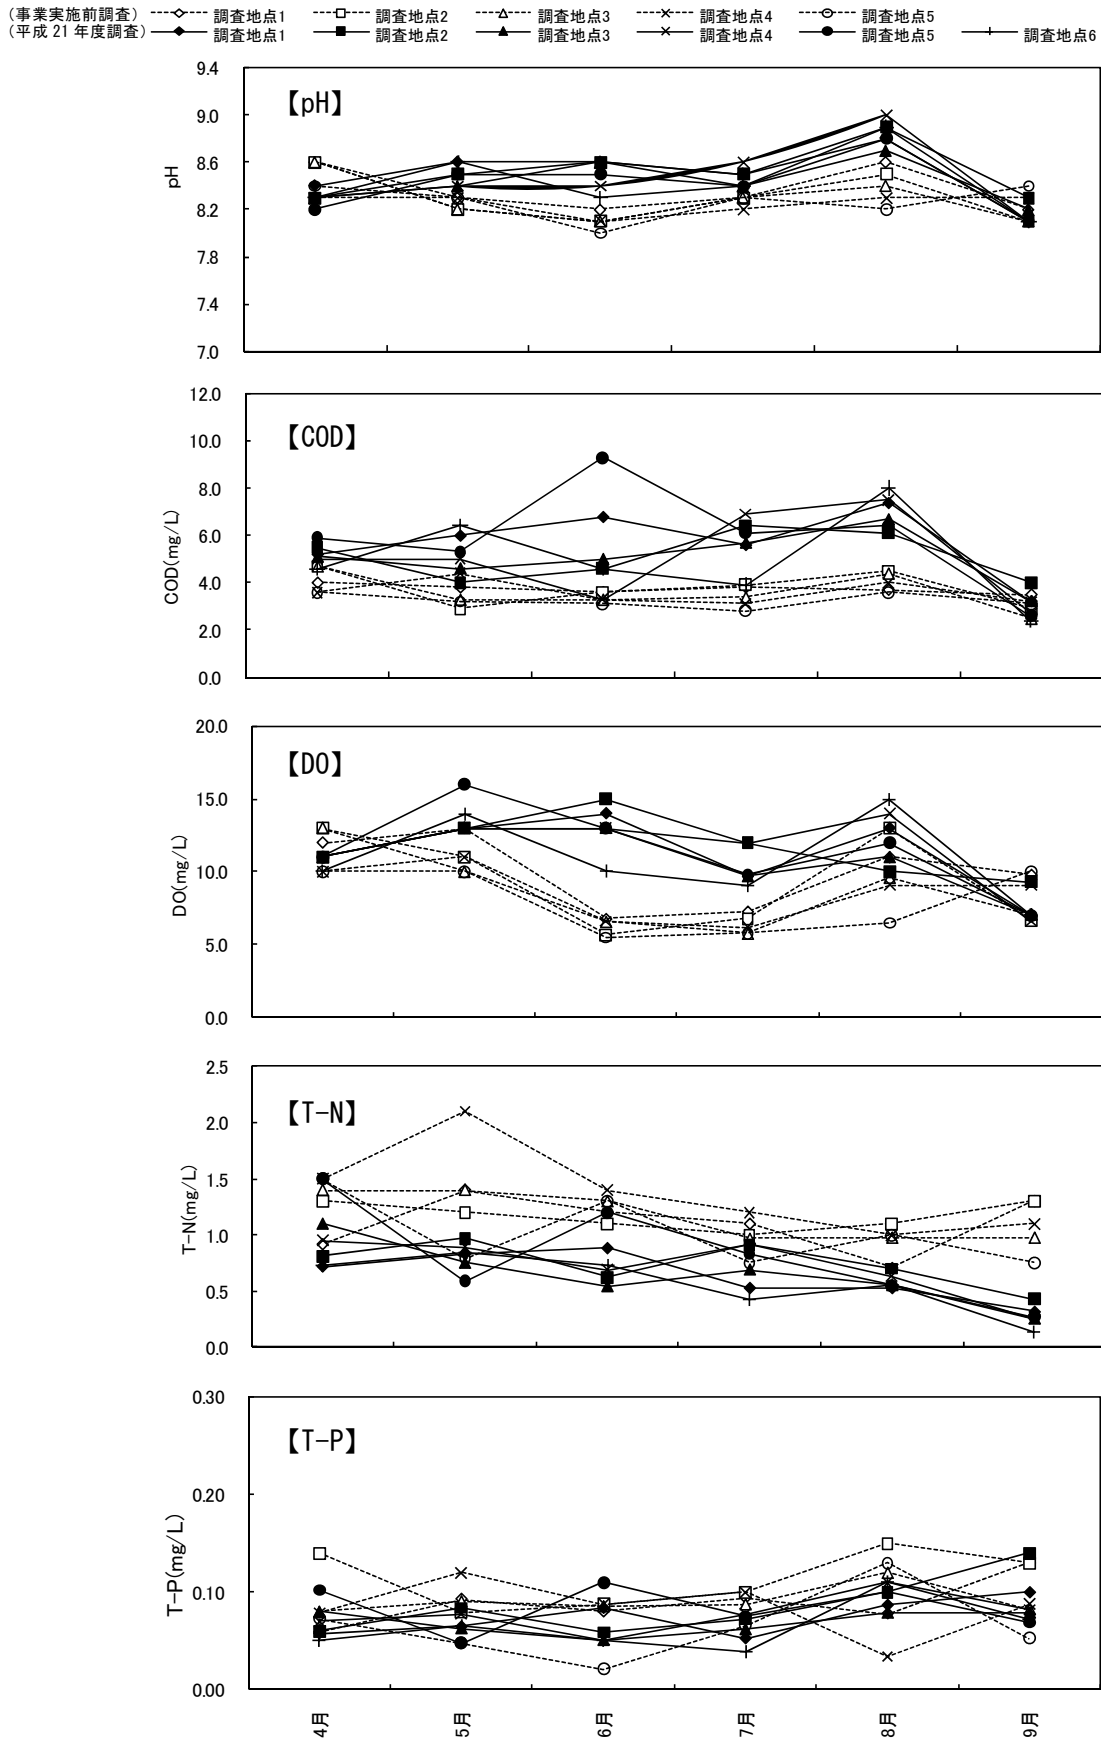 (事業実施前調査) 調査地点1 調査地点2 調査地点3 調査地点4 調査地点5
(平成 21 年度調査) 調査地点1 調査地点2 調査地点3 調査地点4 調査地点5 調査地点6
【pH】
pH
9.4
9.0
8.6
8.2
7.8
7.4
7.0
【COD】
COD(mg/L)
12.0
10.0
8.0
6.0
4.0
2.0
0.0
【DO】
DO(mg/L)
20.0
15.0
10.0
5.0
0.0
【T-N】
T-N(mg/L)
2.5
2.0
1.5
1.0
0.5
0.0
【T-P】
T-P(mg/L)
0.30
0.20
0.10
0.00
4月 5月 6月 7月 8月 9月